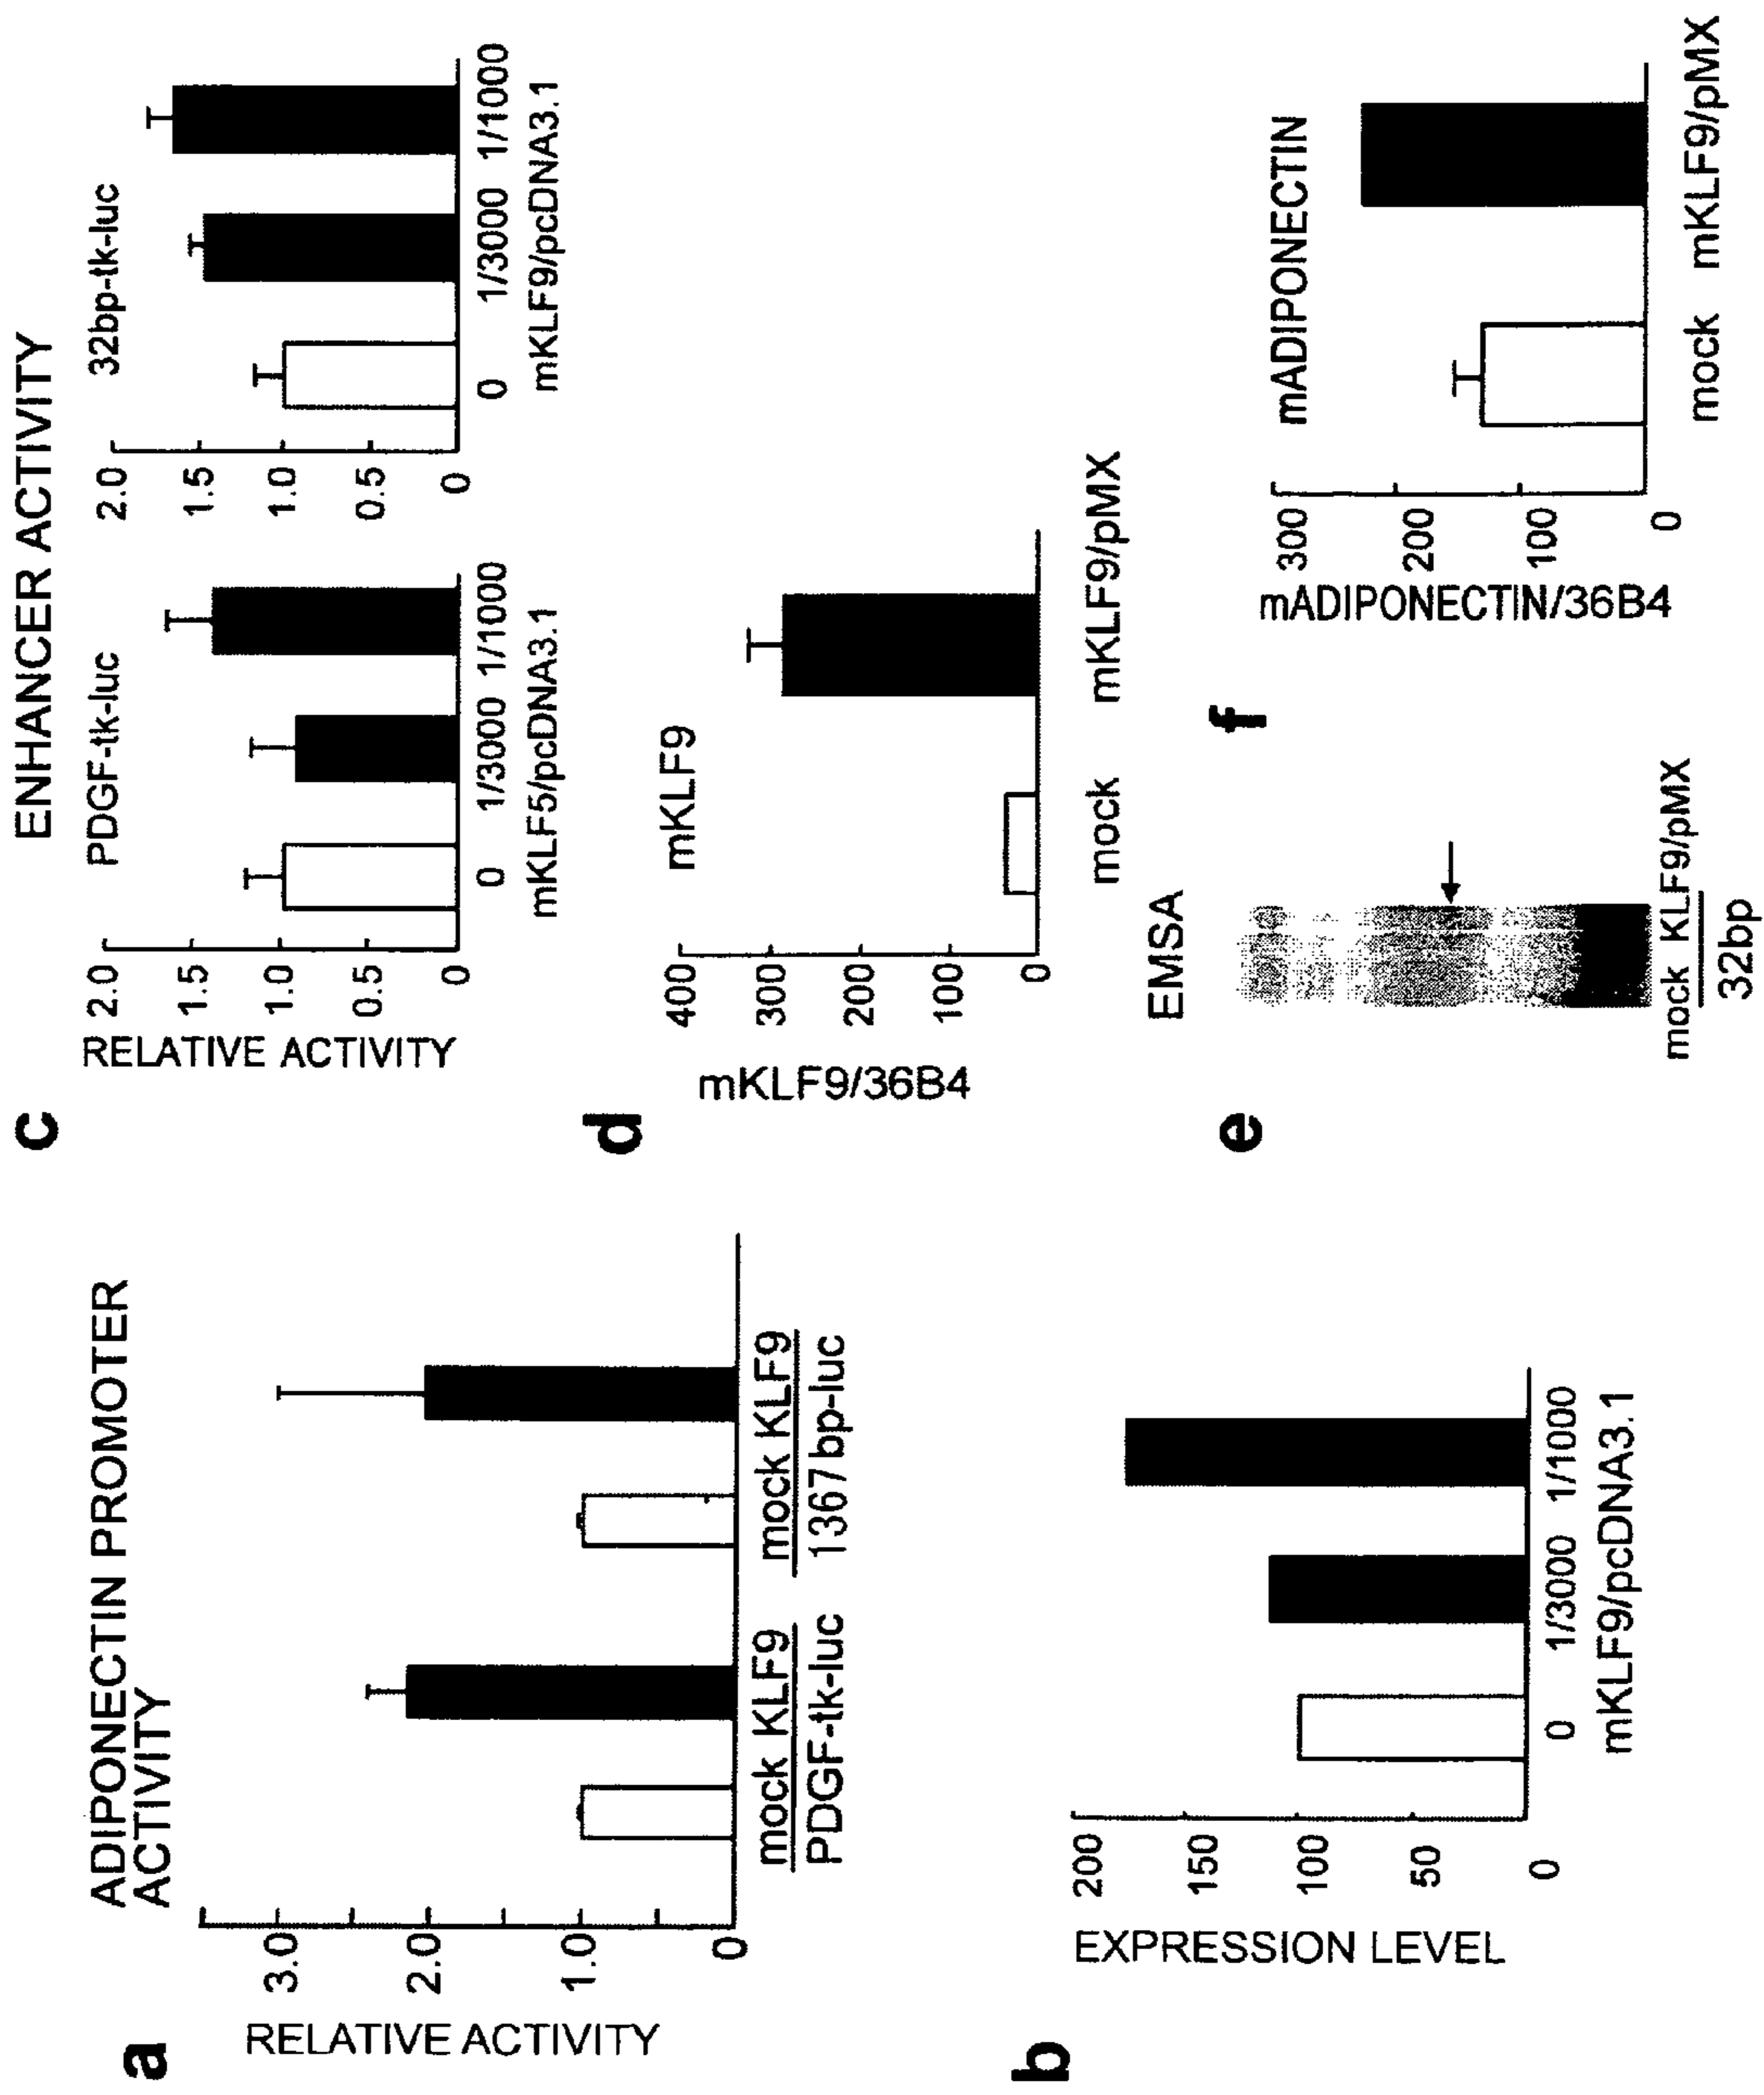 a
ADIPONECTIN PROMOTER
ACTIVITY
RELATIVE ACTIVITY
3.0
2.0
1.0
0
mock KLF9
PDGF-tk-luc
mock KLF9
1367bp-luc
b
EXPRESSION LEVEL
200
150
100
50
0
0 1/3000 1/1000
mKLF9/pcDNA3.1
c
ENHANCER ACTIVITY
RELATIVE ACTIVITY
PDGF-tk-luc
2.0
1.5
1.0
0.5
0
0 1/3000 1/1000
mKLF5/pcDNA3.1
32bp-tk-luc
2.0
1.5
1.0
0.5
0
0 1/3000 1/1000
mKLF9/pcDNA3.1
d
mKLF9
mKLF9/36B4
400
300
200
100
0
mock mKLF9/pMX
e
EMSA
mock KLF9/pMX
32bp
f
mADIPONECTIN
mADIPONECTIN/36B4
300
200
100
0
mock mKLF9/pMX